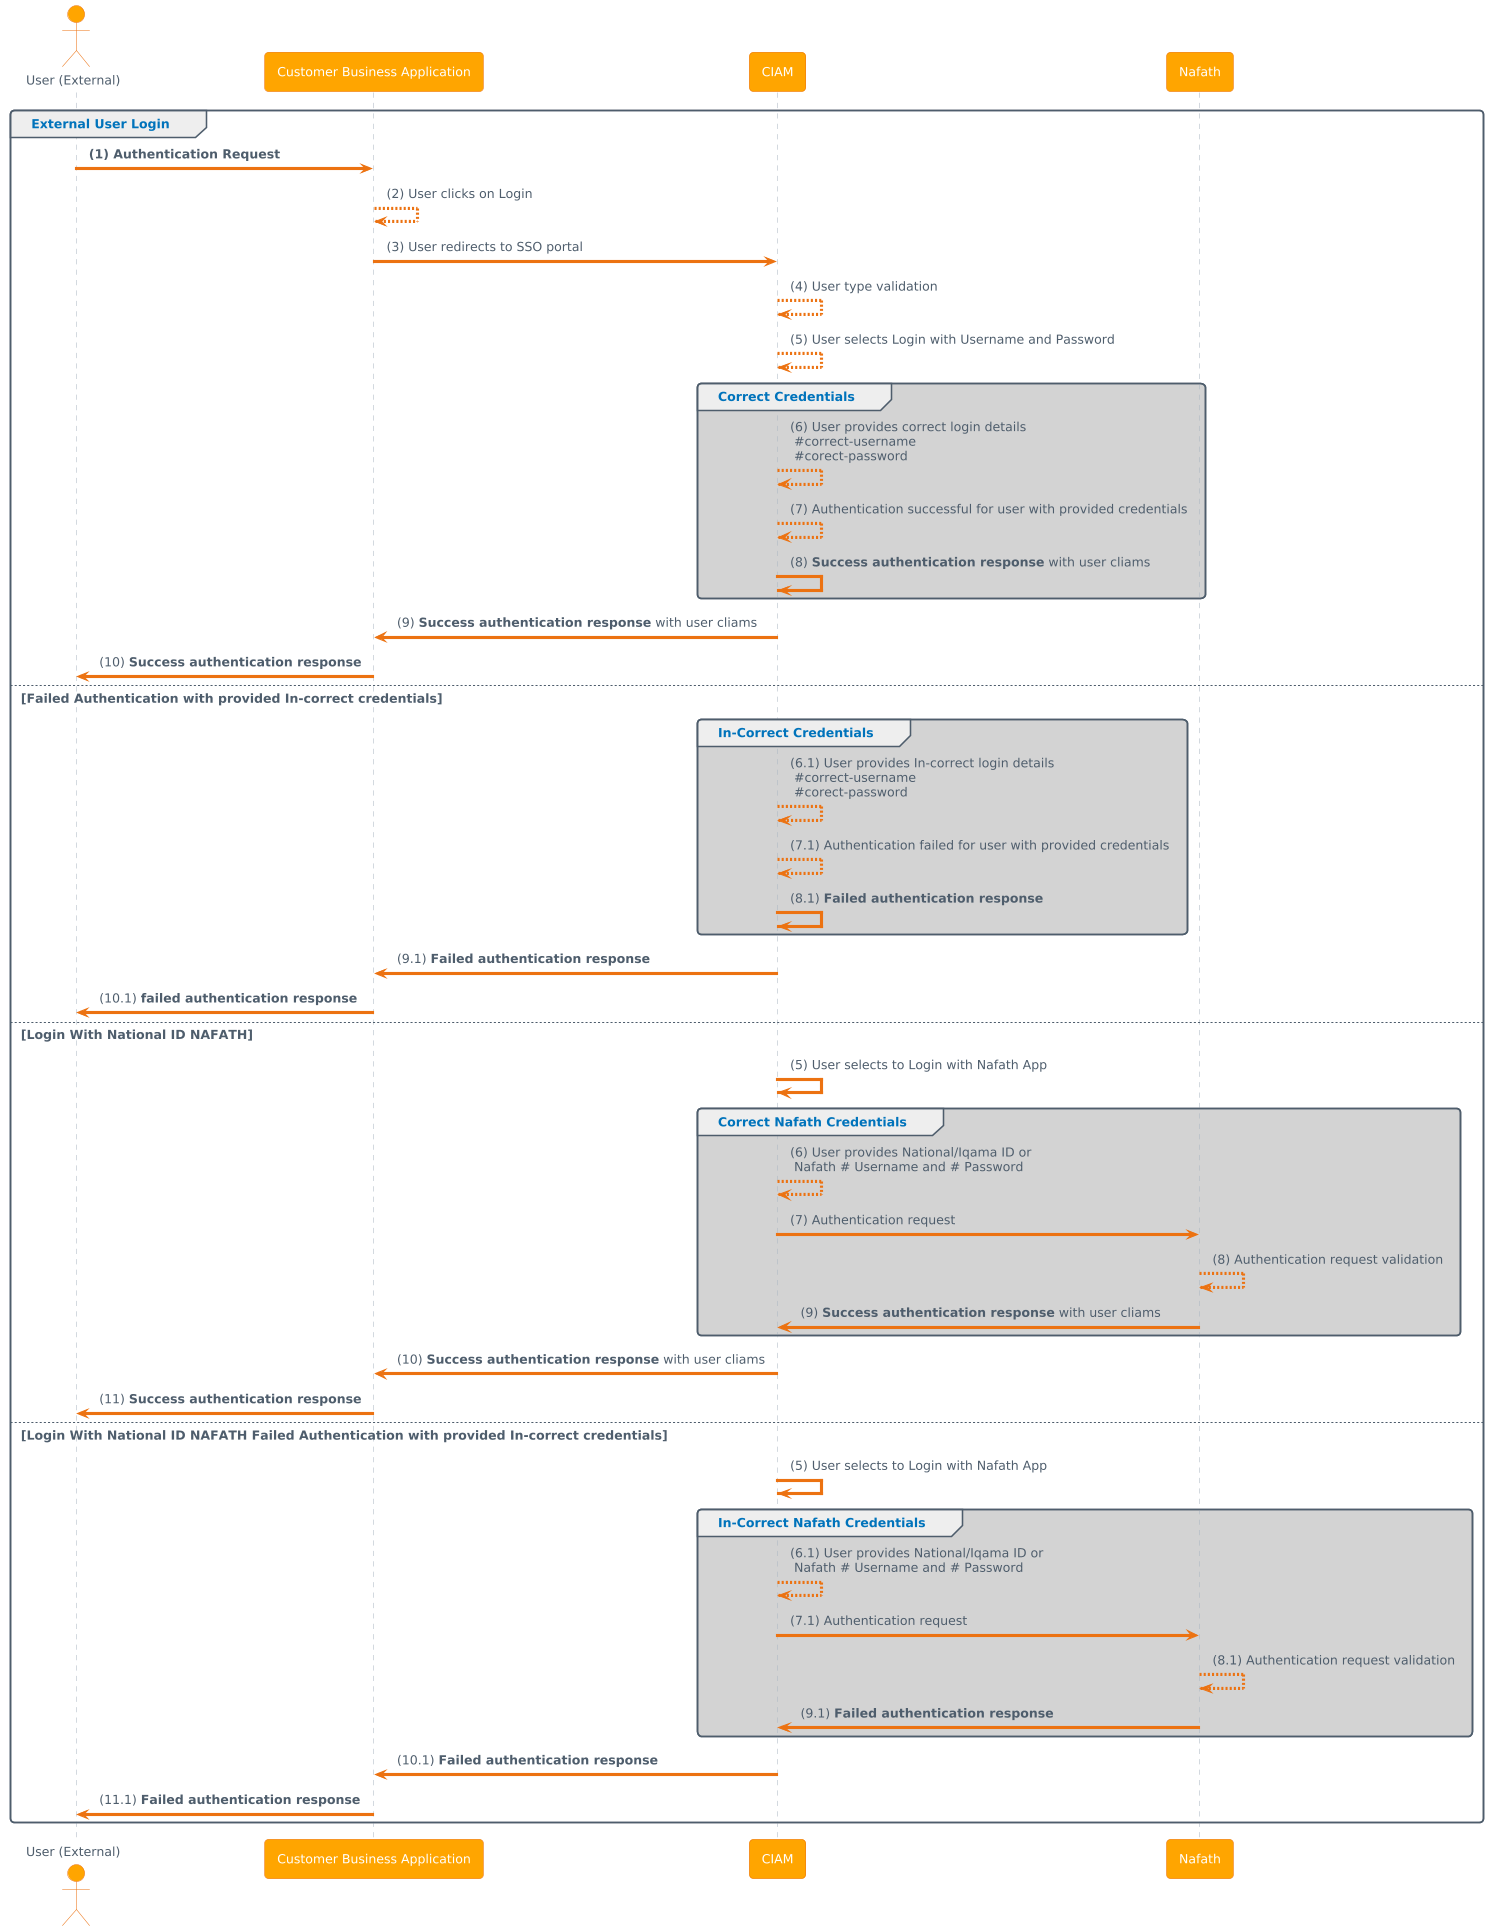 User (External)
Customer Business Application
CIAM
Nafath
External User Login
(1) Authentication Request
(2) User clicks on Login
(3) User redirects to SSO portal
(4) User type validation
(5) User selects Login with Username and Password
Correct Credentials
(6) User provides correct login details
#correct-username
#corect-password
(7) Authentication successful for user with provided credentials
(8) Success authentication response with user cliams
(9) Success authentication response with user cliams
(10) Success authentication response
[Failed Authentication with provided In-correct credentials]
In-Correct Credentials
(6.1) User provides In-correct login details
#correct-username
#corect-password
(7.1) Authentication failed for user with provided credentials
(8.1) Failed authentication response
(9.1) Failed authentication response
(10.1) failed authentication response
[Login With National ID NAFATH]
(5) User selects to Login with Nafath App
Correct Nafath Credentials
(6) User provides National/Iqama ID or
Nafath # Username and # Password
(7) Authentication request
(8) Authentication request validation
(9) Success authentication response with user cliams
(10) Success authentication response with user cliams
(11) Success authentication response
[Login With National ID NAFATH Failed Authentication with provided In-correct credentials]
(5) User selects to Login with Nafath App
In-Correct Nafath Credentials
(6.1) User provides National/Iqama ID or
Nafath # Username and # Password
(7.1) Authentication request
(8.1) Authentication request validation
(9.1) Failed authentication response
(10.1) Failed authentication response
(11.1) Failed authentication response
User (External)
Customer Business Application
CIAM
Nafath